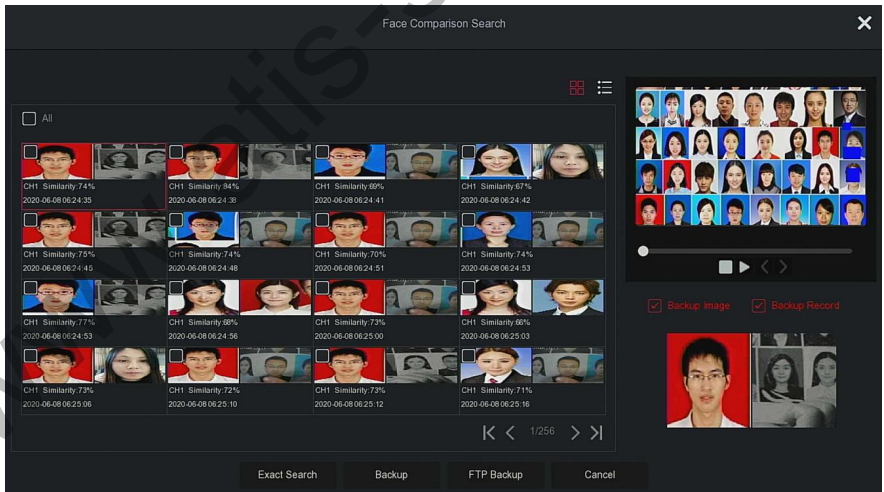 Face Comparison Search
All
CH1 Similarity:74%
2020-06-08 06:24:35
CH1 Similarity:84%
2020-06-08 06:24:38
CH1 Similarity:69%
2020-06-08 06:24:41
CH1 Similarity:67%
2020-06-08 06:24:42
CH1 Similarity:75%
2020-06-08 06:24:45
CH1 Similarity:74%
2020-06-08 06:24:48
CH1 Similarity:70%
2020-06-08 06:24:51
CH1 Similarity:74%
2020-06-08 06:24:53
CH1 Similarity:77%
2020-06-08 06:24:53
CH1 Similarity:68%
2020-06-08 06:24:56
CH1 Similarity:73%
2020-06-08 06:25:00
CH1 Similarity:66%
2020-06-08 06:25:03
CH1 Similarity:73%
2020-06-08 06:25:06
CH1 Similarity:72%
2020-06-08 06:25:10
CH1 Similarity:73%
2020-06-08 06:25:12
CH1 Similarity:71%
2020-06-08 06:25:16
1/256
Backup Image
Backup Record
Exact Search
Backup
FTP Backup
Cancel